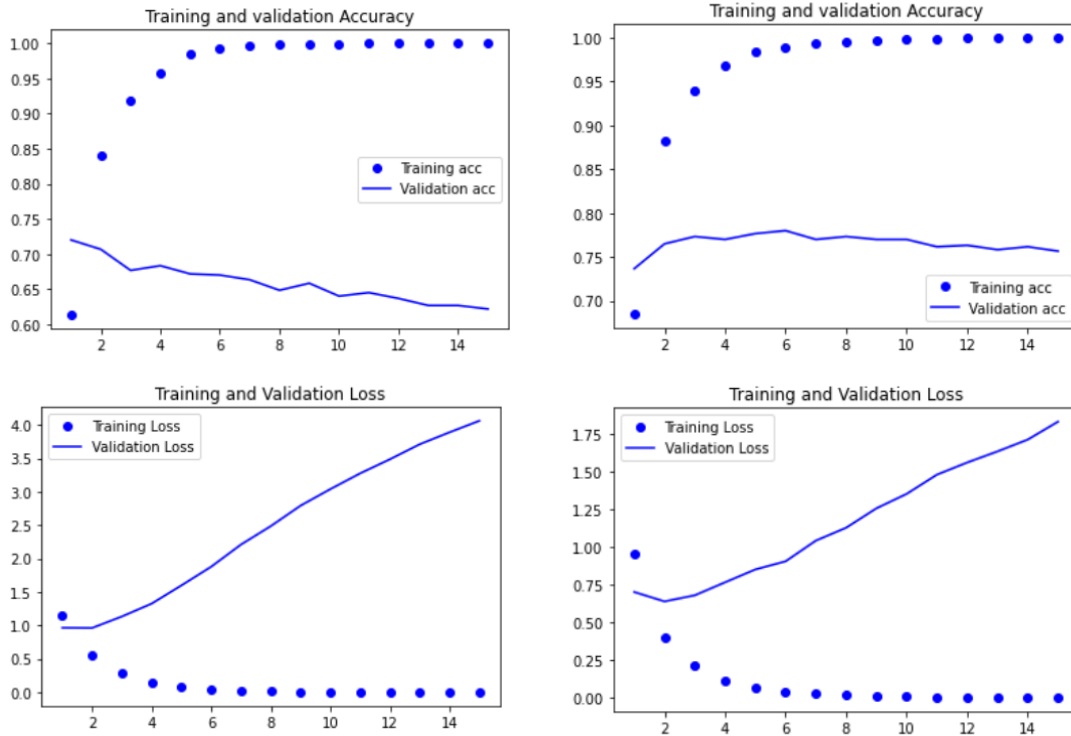 Training and validation Accuracy
1.00
0.95
0.90
0.85
0.80
0.75
0.70
0.65
0.60
Training acc
Validation acc
2 4 6 8 10 12 14
Training and validation Accuracy
1.00
0.95
0.90
0.85
0.80
0.75
0.70
Training acc
Validation acc
2 4 6 8 10 12 14
Training and Validation Loss
Training Loss
Validation Loss
4.0
3.5
3.0
2.5
2.0
1.5
1.0
0.5
0.0
2 4 6 8 10 12 14
Training and Validation Loss
Training Loss
Validation Loss
1.75
1.50
1.25
1.00
0.75
0.50
0.25
0.00
2 4 6 8 10 12 14